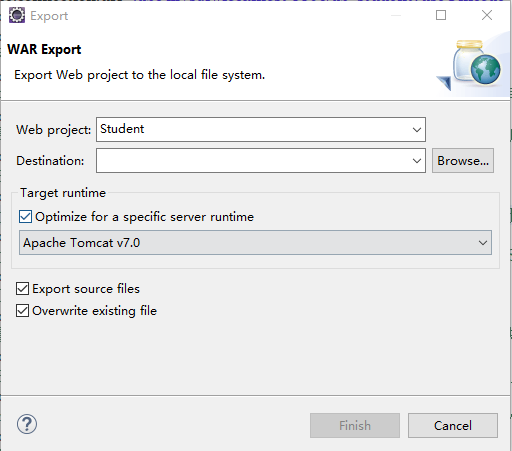 Export
WAR Export
Export Web project to the local file system.
Web project: Student
Destination: Browse...
Target runtime
Optimize for a specific server runtime
Apache Tomcat v7.0
Export source files
Overwrite existing file
? Finish Cancel